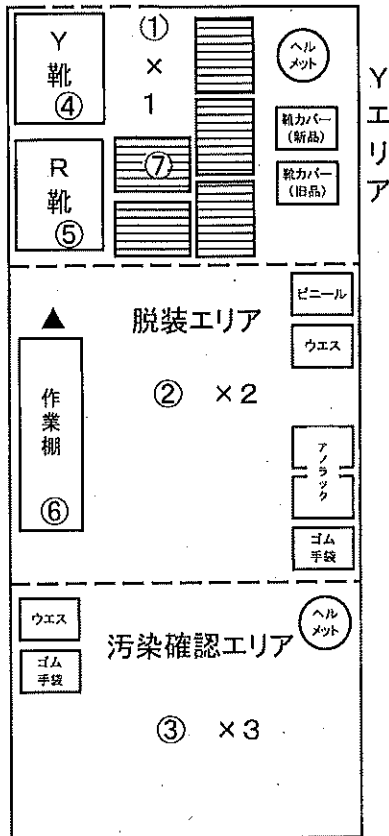 Y
靴
④
①
×
1
ヘル
メット
靴カバー
(新品)
靴カバー
(旧品)
Yエリア
R
靴
⑤
⑦
脱装エリア
ビニール
ウエス
▲
② ×2
作業棚
⑥
アノラック
ゴム
手袋
ウエス
ゴム
手袋
汚染確認エリア
ヘル
メット
③ ×3